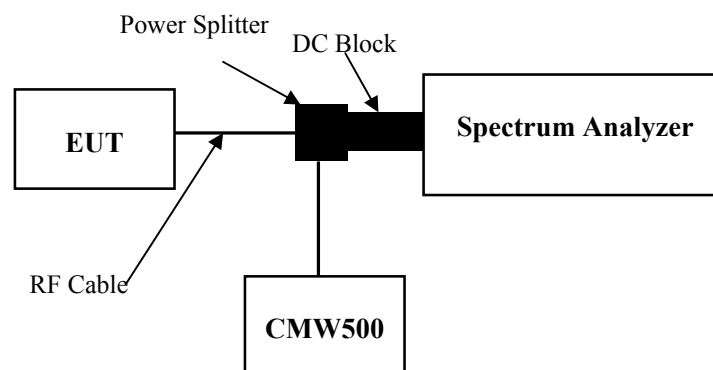 Power Splitter
DC Block
EUT
Spectrum Analyzer
RF Cable
CMW500